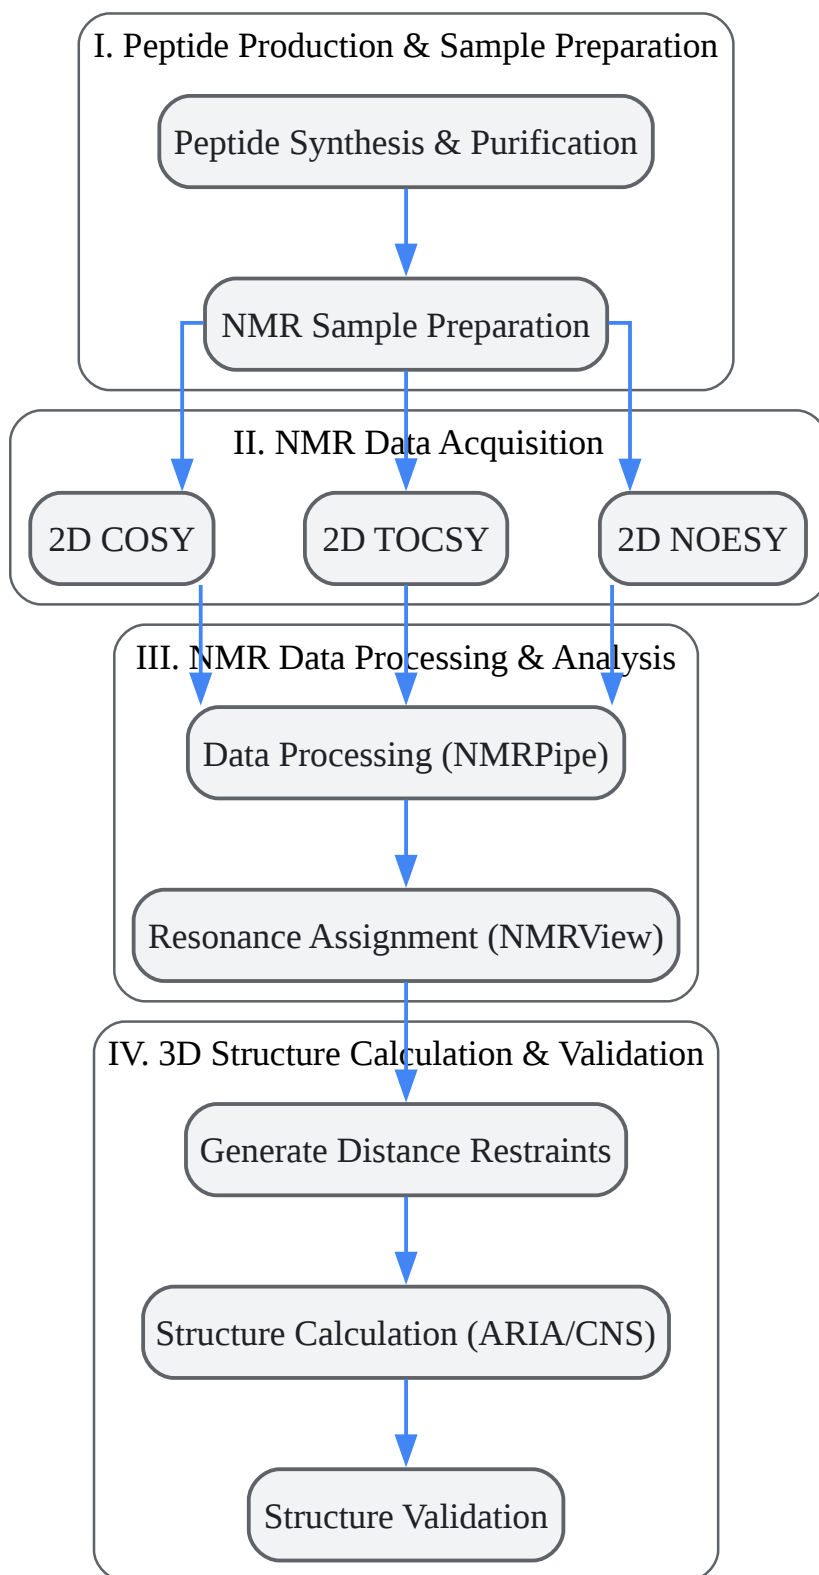 I. Peptide Production & Sample Preparation
Peptide Synthesis & Purification
NMR Sample Preparation
II. NMR Data Acquisition
2D COSY
2D TOCSY
2D NOESY
III. NMR Data Processing & Analysis
Data Processing (NMRPipe)
Resonance Assignment (NMRView)
IV. 3D Structure Calculation & Validation
Generate Distance Restraints
Structure Calculation (ARIA/CNS)
Structure Validation